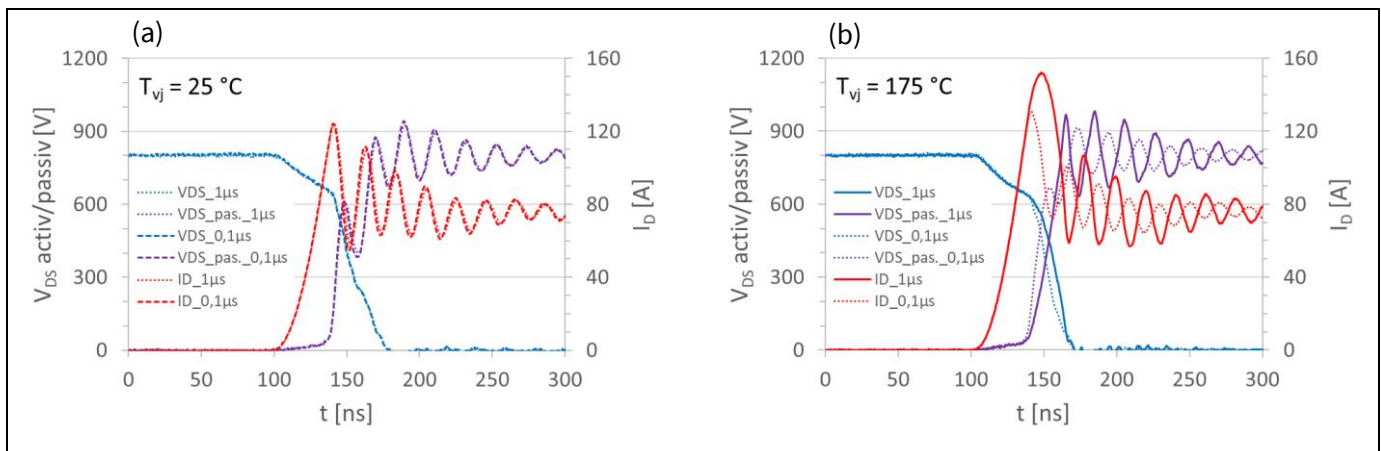 (a)
1200
900
600
300
0
V_DS activ/passiv [V]
T_vj = 25 °C
VDS_1µs
VDS_pas._1µs
VDS_0,1µs
VDS_pas._0,1µs
ID_1µs
ID_0,1µs
160
120
80
40
0
I_D [A]
0 50 100 150 200 250 300
t [ns]
(b)
1200
900
600
300
0
V_DS activ/passiv [V]
T_vj = 175 °C
VDS_1µs
VDS_pas._1µs
VDS_0,1µs
VDS_pas._0,1µs
ID_1µs
ID_0,1µs
160
120
80
40
0
I_D [A]
0 50 100 150 200 250 300
t [ns]